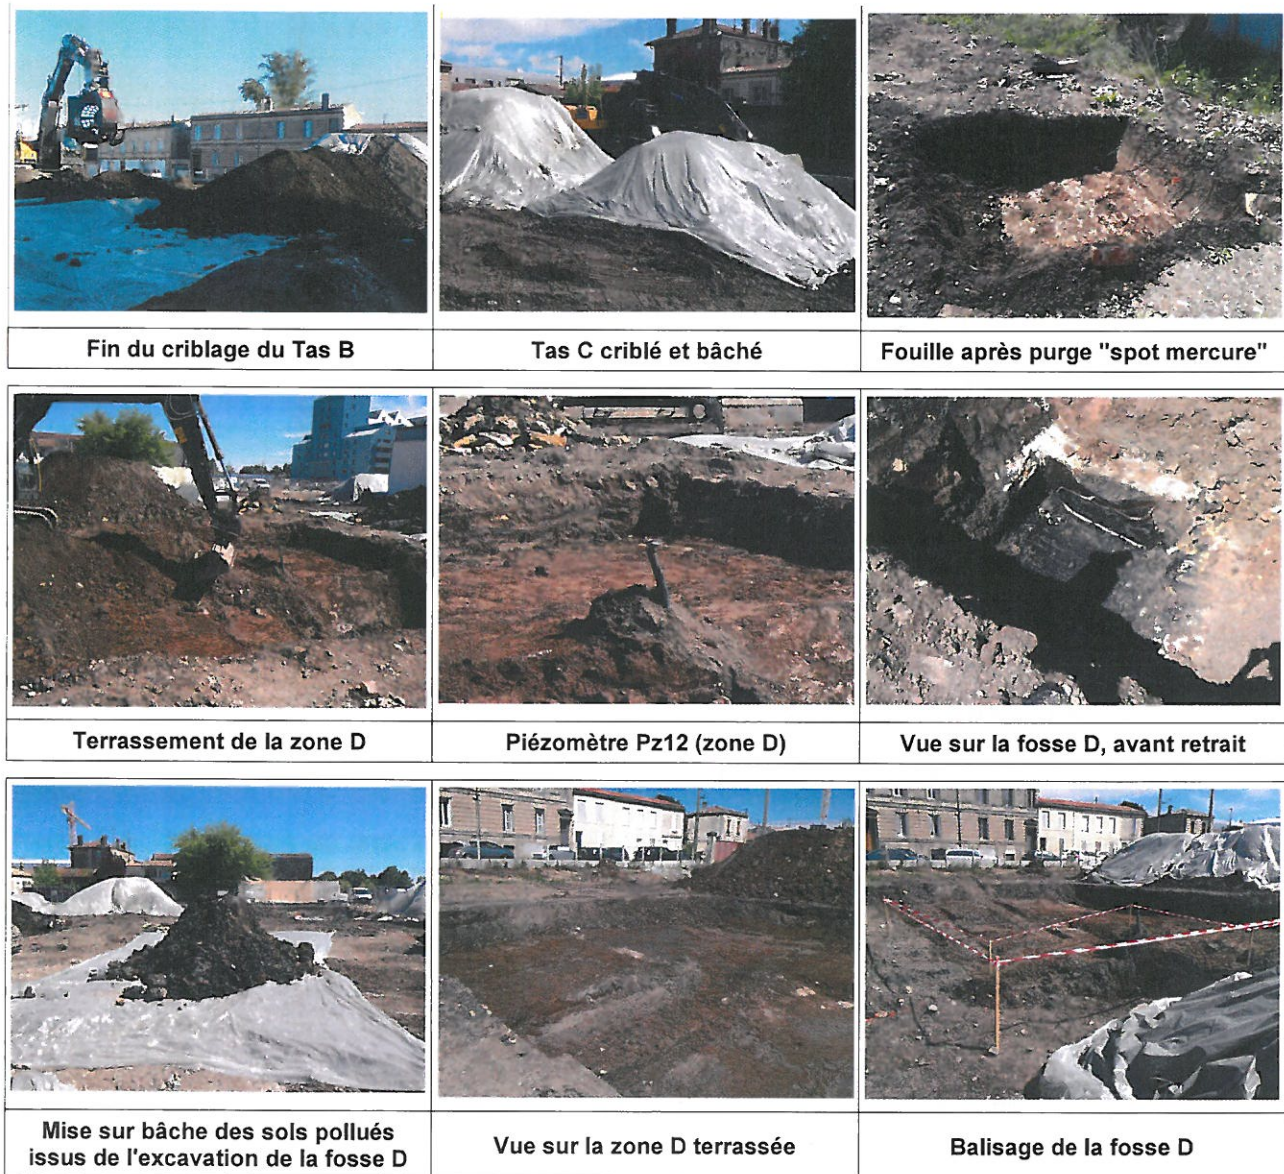 Fin du criblage du Tas B
Tas C criblé et bâché
Fouille après purge "spot mercure"
Terrassement de la zone D
Piézomètre Pz12 (zone D)
Vue sur la fosse D, avant retrait
Mise sur bâche des sols pollués
issus de l'excavation de la fosse D
Vue sur la zone D terrassée
Balisage de la fosse D